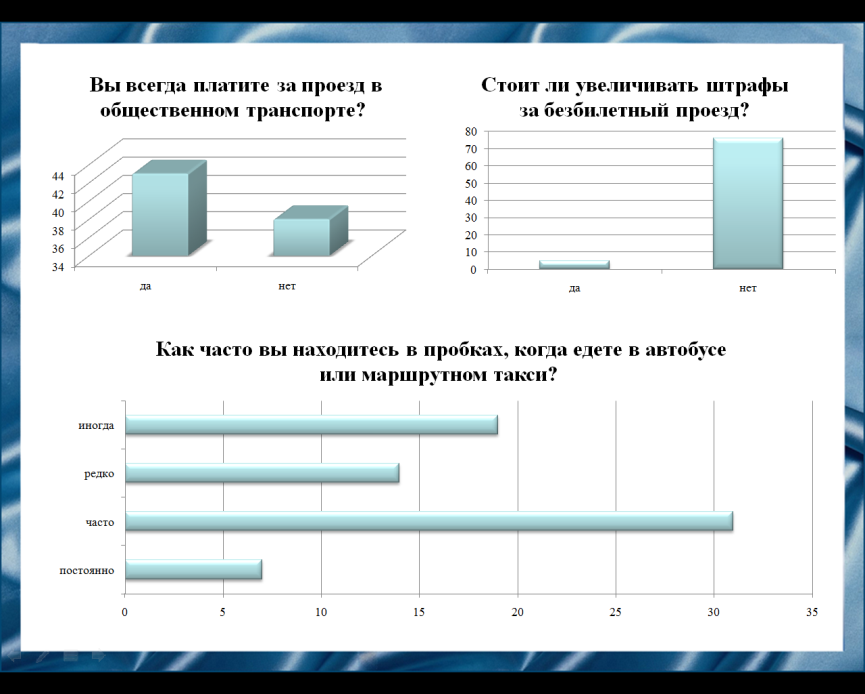 Вы всегда платите за проезд в
общественном транспорте?
44
42
40
38
36
34
да нет
Стоит ли увеличивать штрафы
за безбилетный проезд?
80
70
60
50
40
30
20
10
0
да нет
Как часто вы находитесь в пробках, когда едете в автобусе
или маршрутном такси?
иногда
редко
часто
постоянно
0 5 10 15 20 25 30 35